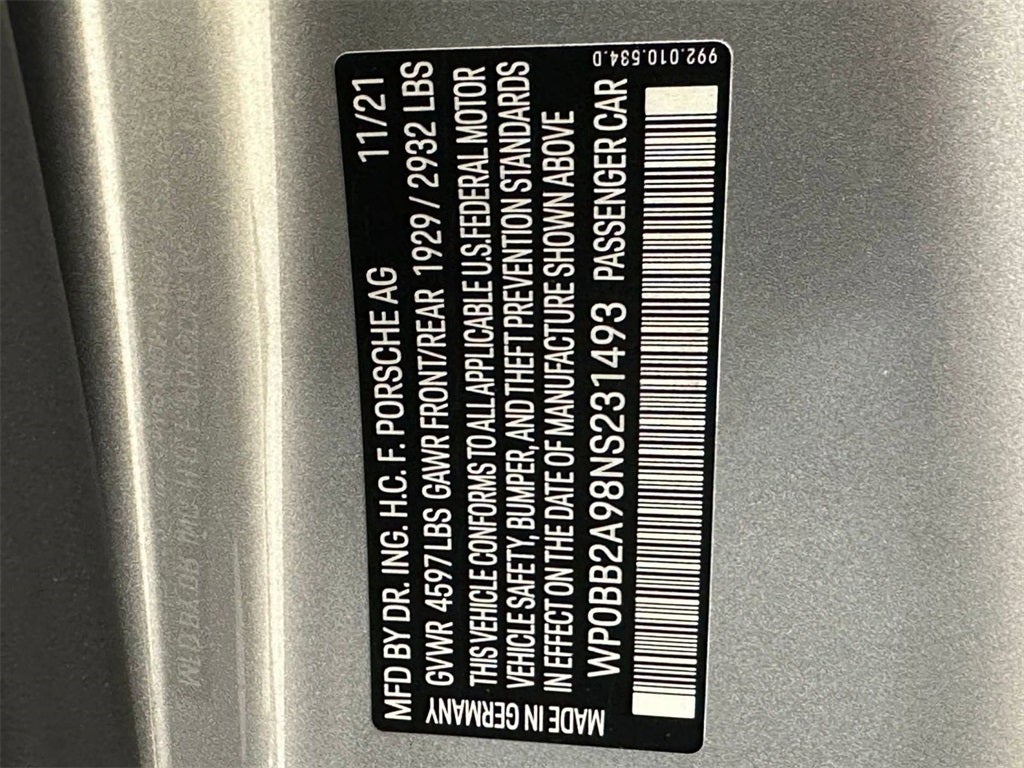 MFD BY DR. ING. H.C. F. PORSCHE AG 11/21
GVWR 4597 LBS GAWR FRONT/REAR 1929 / 2932 LBS
THIS VEHICLE CONFORMS TO ALL APPLICABLE U.S. FEDERAL MOTOR
VEHICLE SAFETY, BUMPER, AND THEFT PREVENTION STANDARDS
IN EFFECT ON THE DATE OF MANUFACTURE SHOWN ABOVE
WP0BB2A98NS231493 PASSENGER CAR
MADE IN GERMANY
992.010.534.D